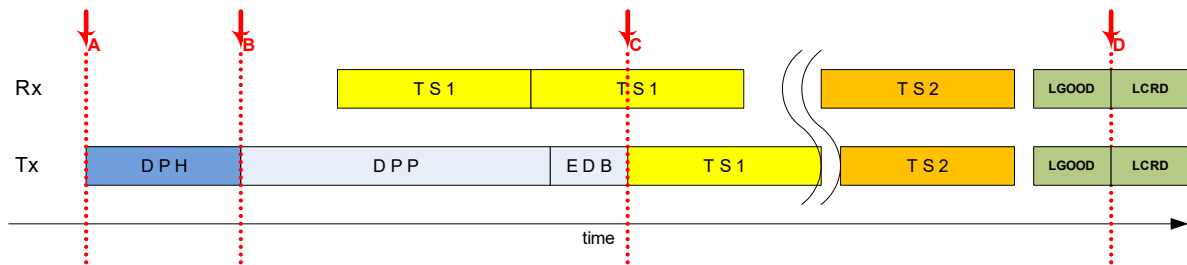 A B C D
Rx TS1 TS1 TS2 LGOOD LCRD
Tx DPH DPP EDB TS1 TS2 LGOOD LCRD
time